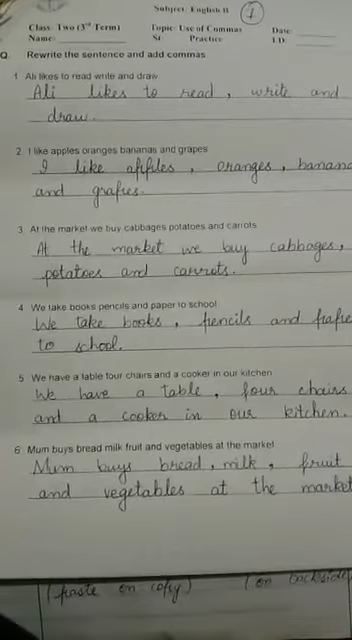 Subject: English B
1
Class: Two (3rd Term) Topic: Use of Commas Date:
Name: Sr: Practice I.D:
Q. Rewrite the sentence and add commas.
1 Ali likes to read write and draw
Ali likes to read, write and
draw.
2. I like apples oranges bananas and grapes
I like apples, oranges, banana
and grapes.
3. At the market we buy cabbages potatoes and carrots
At the market we buy cabbages,
potatoes and carrots.
4 We take books pencils and paper to school
We take books, pencils and pape
to school.
5 We have a table four chairs and a cooker in our kitchen
We have a table, four chairs
and a cooker in our kitchen.
6 Mum buys bread milk fruit and vegetables at the market
Mum buys bread, milk, fruit
and vegetables at the market
(paste on copy) (on backside